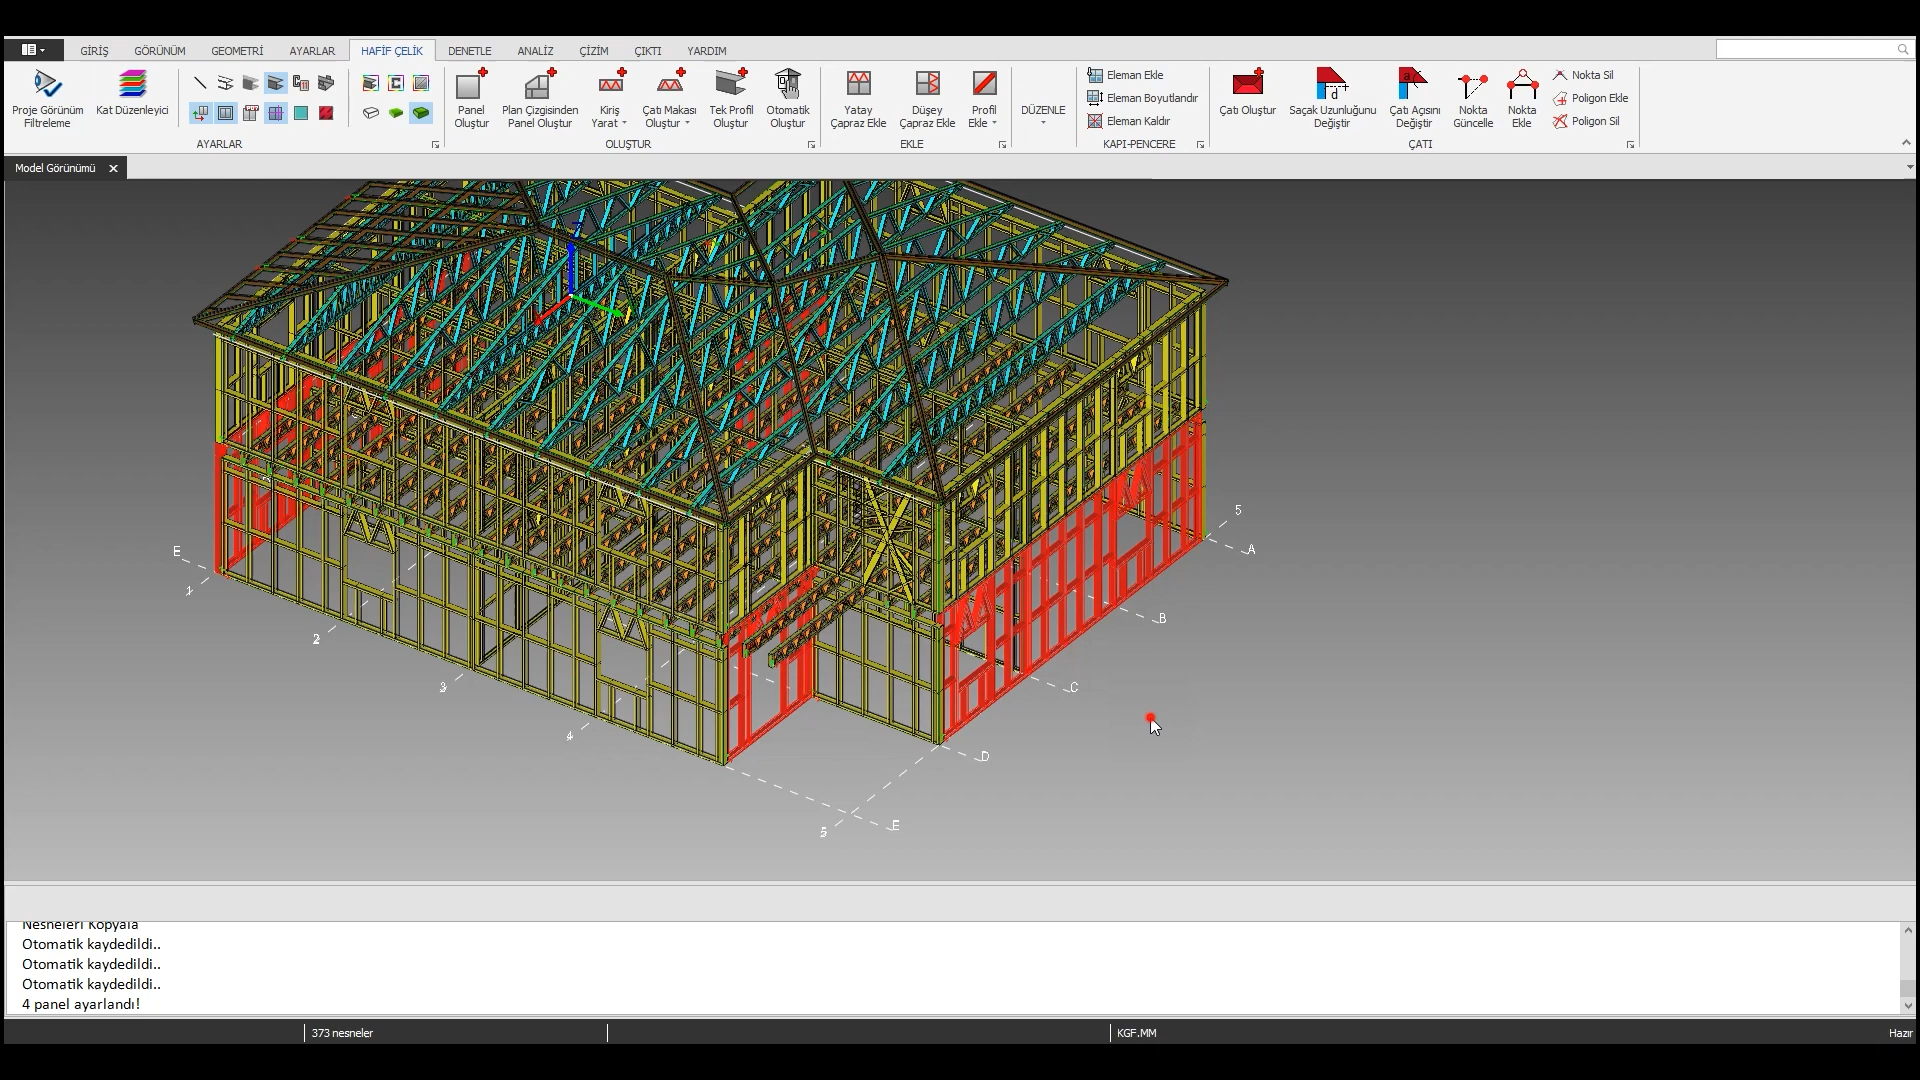 GİRİŞ GÖRÜNÜM GEOMETRİ AYARLAR HAFİF ÇELİK DENETLE ANALİZ ÇİZİM ÇIKTI YARDIM
Proje Görünüm Filtreleme
Kat Düzenleyici
AYARLAR
Panel Oluştur
Plan Çizgisinden Panel Oluştur
Kiriş Yarat
Çatı Makası Oluştur
Tek Profil Oluştur
Otomatik Oluştur
OLUŞTUR
Yatay Çapraz Ekle
Düşey Çapraz Ekle
Profil Ekle
EKLE
DÜZENLE
Eleman Ekle
Eleman Boyutlandır
Eleman Kaldır
KAPI-PENCERE
Çatı Oluştur
d
Saçak Uzunluğunu Değiştir
a
Çatı Açısını Değiştir
Nokta Güncelle
Nokta Ekle
Nokta Sil
Poligon Ekle
Poligon Sil
ÇATI
Model Görünümü
Z
E
1
2
3
4
5
E
D
C
B
A
5
Nesneleri Kopyala
Otomatik kaydedildi..
Otomatik kaydedildi..
Otomatik kaydedildi..
4 panel ayarlandı!
373 nesneler
KGF.MM
Hazır